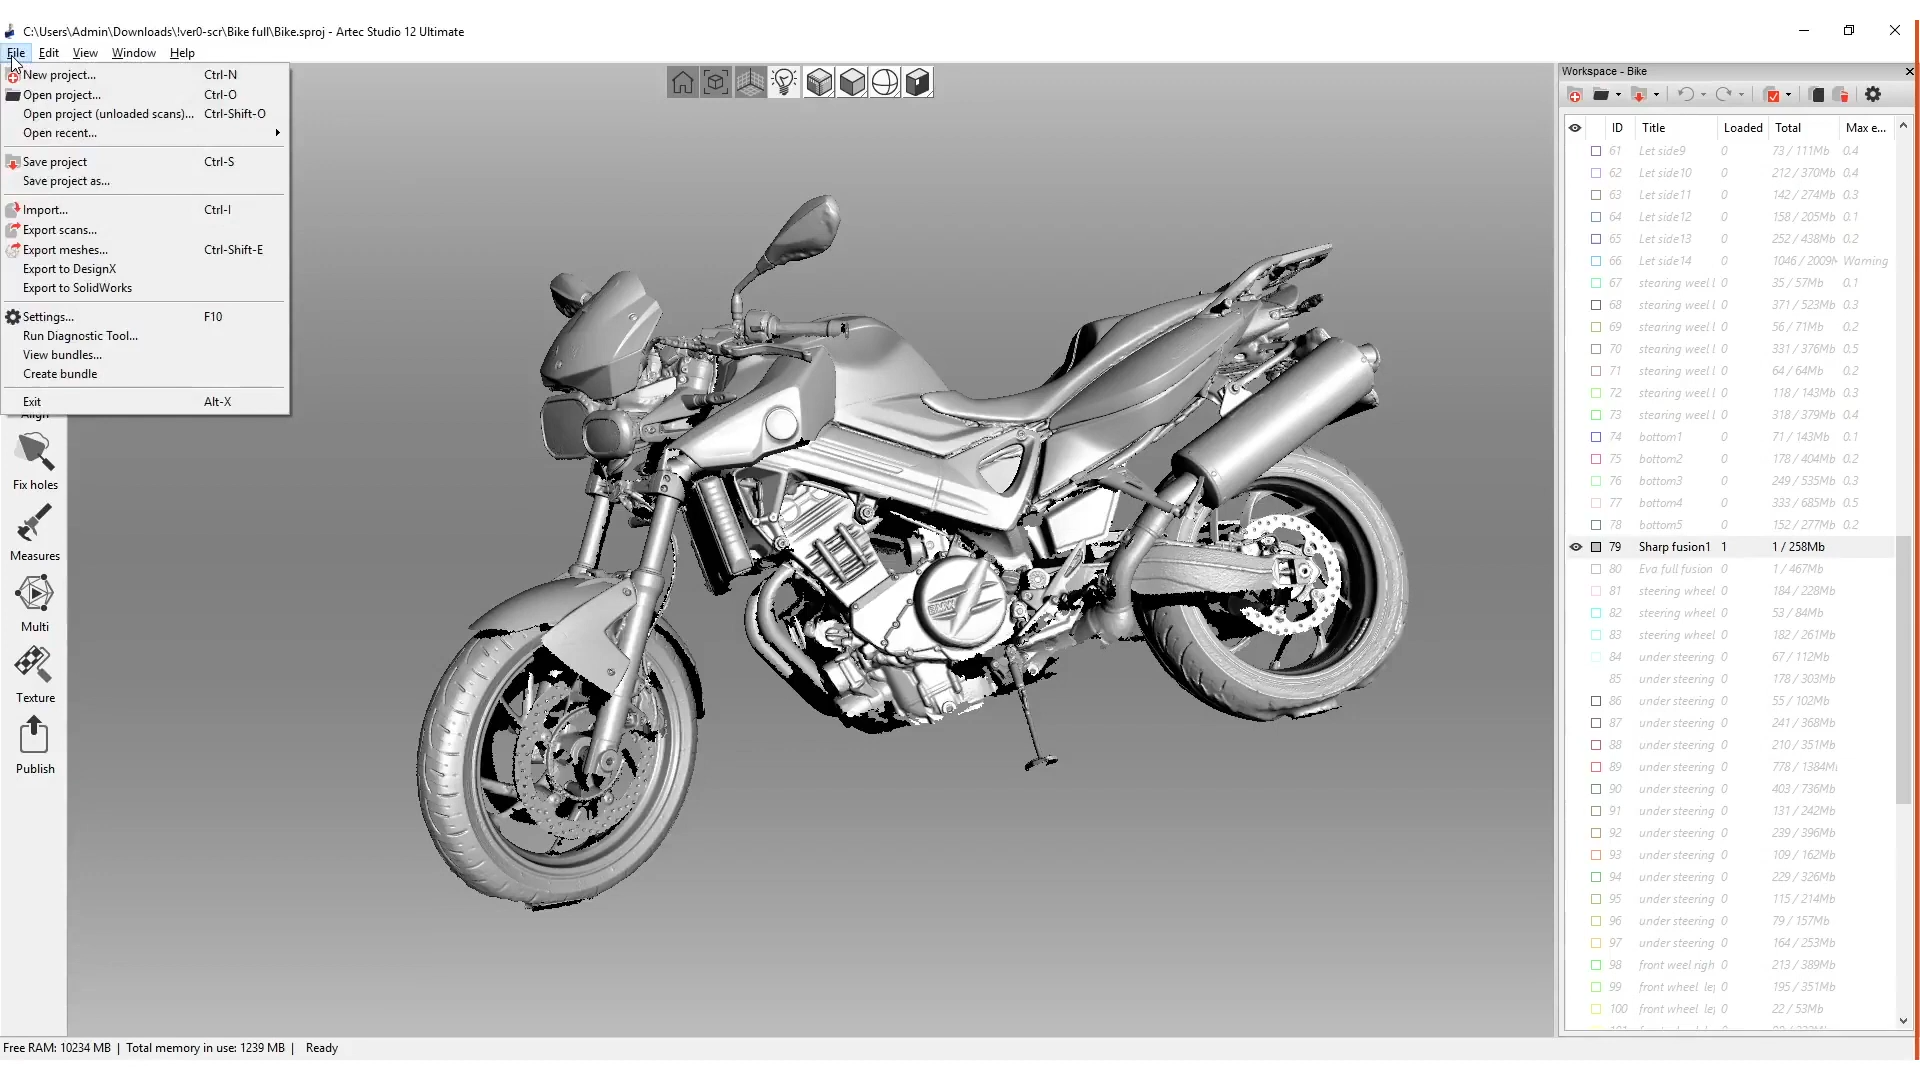 C:\Users\Admin\Downloads\!ver0-scr\Bike full\Bike.sproj - Artec Studio 12 Ultimate
File Edit View Window Help
New project... Ctrl-N
Open project... Ctrl-O
Open project (unloaded scans)... Ctrl-Shift-O
Open recent...
Save project Ctrl-S
Save project as...
Import... Ctrl-I
Export scans...
Export meshes... Ctrl-Shift-E
Export to DesignX
Export to SolidWorks
Settings... F10
Run Diagnostic Tool...
View bundles...
Create bundle
Exit Alt-X
Align
Fix holes
Measures
Multi
Texture
Publish
BMW
Workspace - Bike
ID Title Loaded Total Max e...
61 Let side9 0 73 / 111Mb 0.4
62 Let side10 0 212 / 370Mb 0.4
63 Let side11 0 142 / 274Mb 0.3
64 Let side12 0 158 / 205Mb 0.1
65 Let side13 0 252 / 438Mb 0.2
66 Let side14 0 1046 / 2009 Warning
67 stearing weel 0 35 / 57Mb 0.1
68 stearing weel 0 371 / 523Mb 0.3
69 stearing weel 0 56 / 71Mb 0.2
70 stearing weel 0 331 / 376Mb 0.5
71 stearing weel 0 64 / 64Mb 0.2
72 stearing weel 0 118 / 143Mb 0.3
73 stearing weel 0 318 / 379Mb 0.4
74 bottom1 0 71 / 143Mb 0.1
75 bottom2 0 178 / 404Mb 0.2
76 bottom3 0 249 / 535Mb 0.3
77 bottom4 0 333 / 685Mb 0.5
78 bottom5 0 152 / 277Mb 0.2
79 Sharp fusion1 1 1 / 258Mb
80 Eva full fusion 0 1 / 467Mb
81 steering wheel 0 184 / 228Mb
82 steering wheel 0 53 / 84Mb
83 steering wheel 0 182 / 261Mb
84 under steering 0 67 / 112Mb
85 under steering 0 178 / 303Mb
86 under steering 0 55 / 102Mb
87 under steering 0 241 / 368Mb
88 under steering 0 210 / 351Mb
89 under steering 0 778 / 1384M
90 under steering 0 403 / 736Mb
91 under steering 0 131 / 242Mb
92 under steering 0 239 / 396Mb
93 under steering 0 109 / 162Mb
94 under steering 0 229 / 326Mb
95 under steering 0 115 / 214Mb
96 under steering 0 79 / 157Mb
97 under steering 0 164 / 253Mb
98 front weel righ 0 213 / 389Mb
99 front wheel lef 0 195 / 351Mb
100 front wheel lef 0 22 / 53Mb
Free RAM: 10234 MB | Total memory in use: 1239 MB | Ready